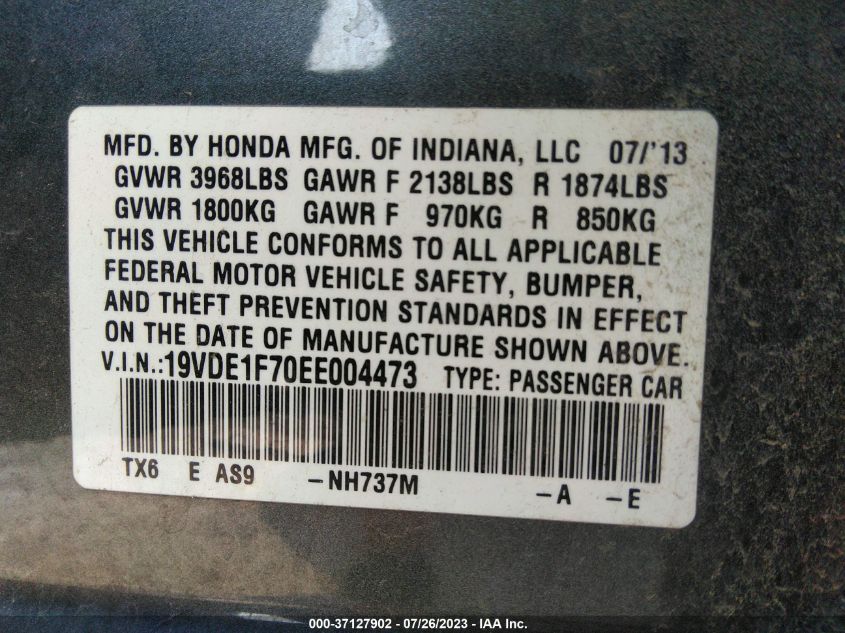 MFD. BY HONDA MFG. OF INDIANA, LLC 07/'13
GVWR 3968LBS GAWR F 2138LBS R 1874LBS
GVWR 1800KG GAWR F 970KG R 850KG
THIS VEHICLE CONFORMS TO ALL APPLICABLE
FEDERAL MOTOR VEHICLE SAFETY, BUMPER,
AND THEFT PREVENTION STANDARDS IN EFFECT
ON THE DATE OF MANUFACTURE SHOWN ABOVE.
V.I.N.:19VDE1F70EE004473 TYPE: PASSENGER CAR
TX6 E AS9 -NH737M -A -E
000-37127902 - 07/26/2023 - IAA Inc.